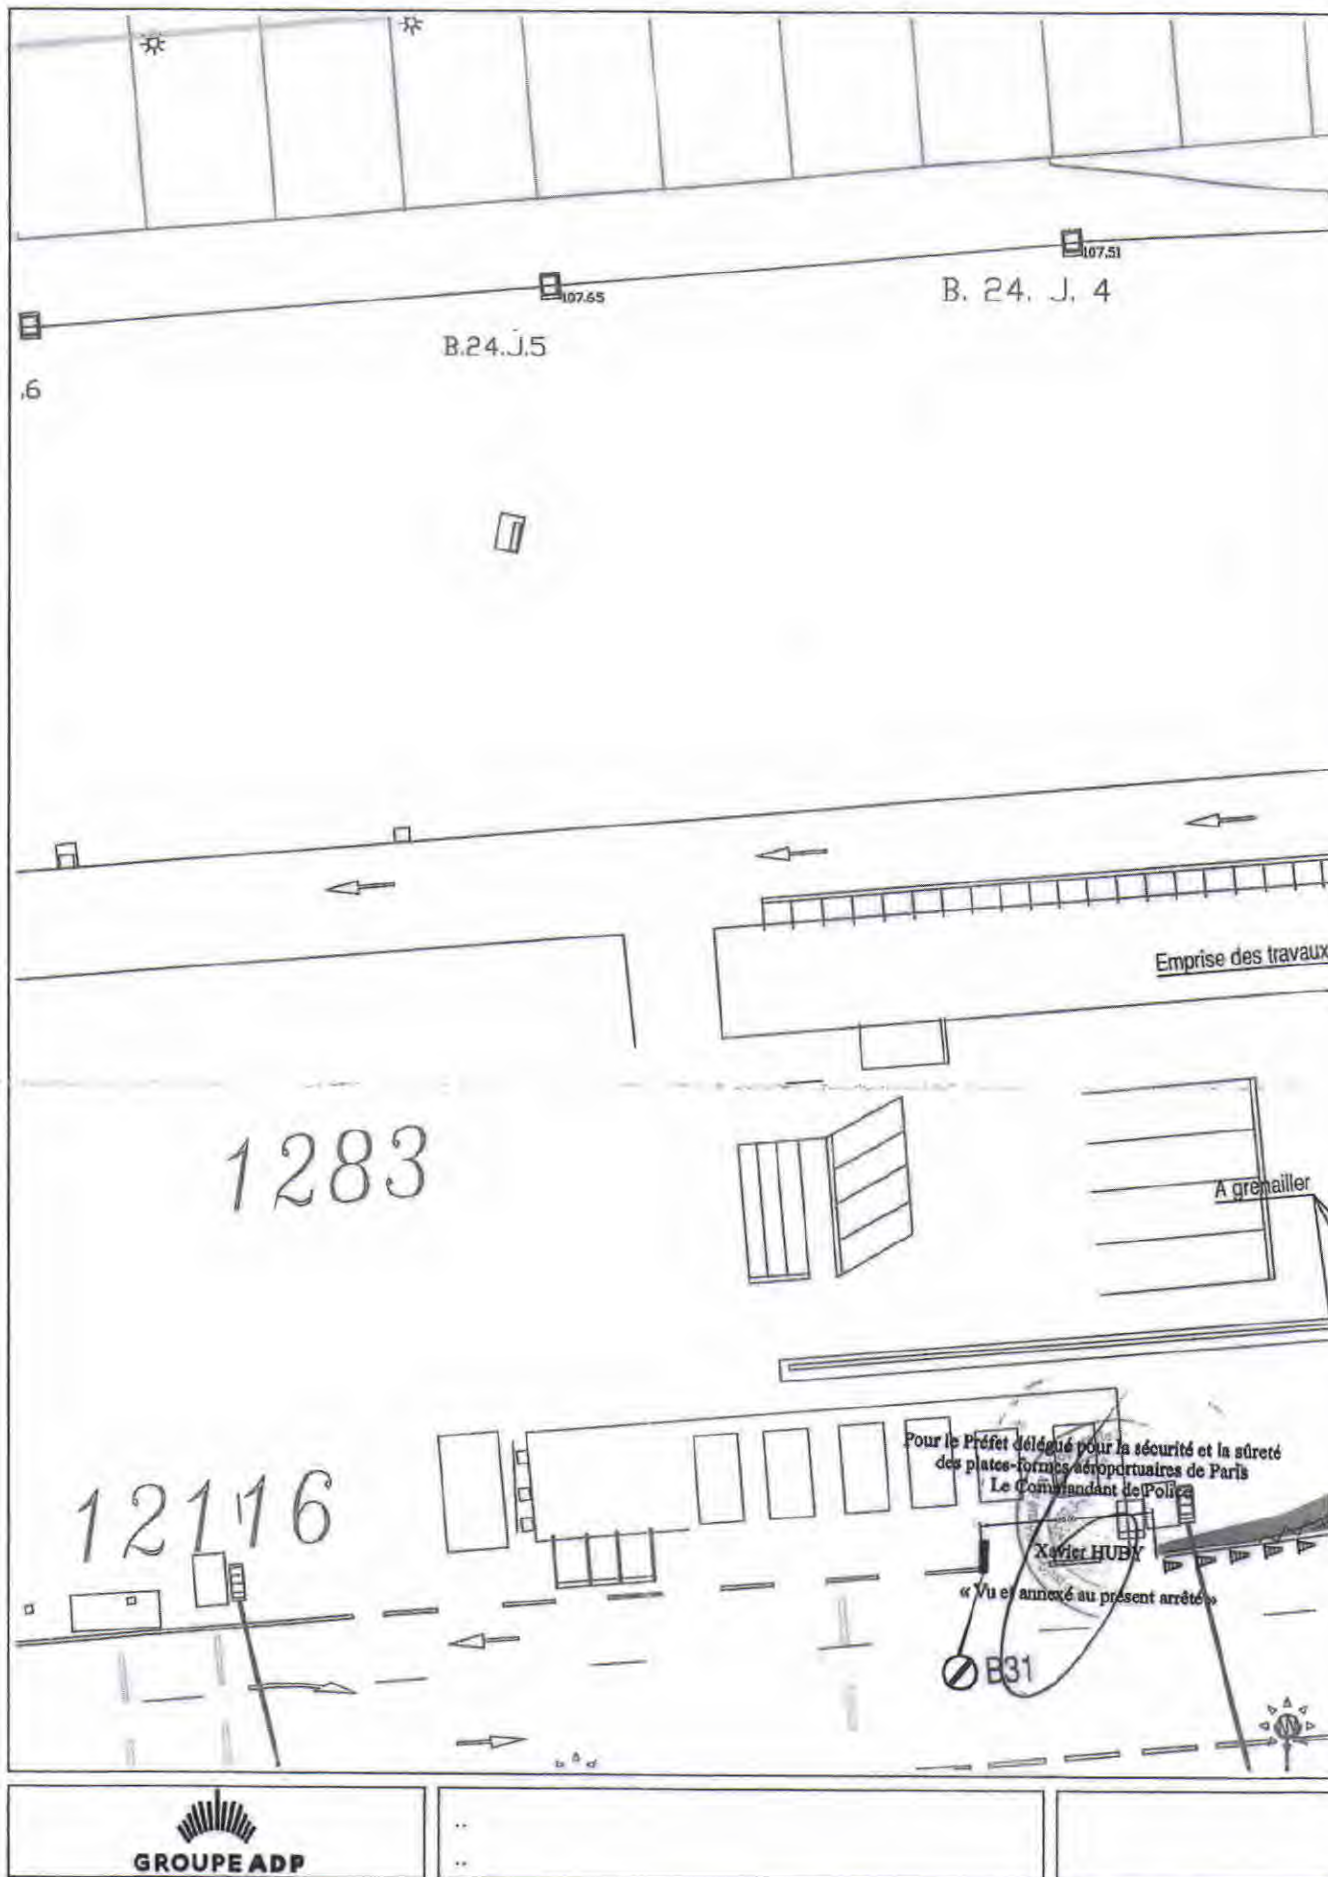 107.51
B. 24. J. 4
107.65
B.24.J.5
.6
Emprise des travaux
1283
A grenailler
Pour le Préfet délégué pour la sécurité et la sûreté
des plates-formes aéroportuaires de Paris
Le Commandant de Police
12116
Xavier HUBY
« Vu et annexé au présent arrêté »
B31
GROUPE ADP